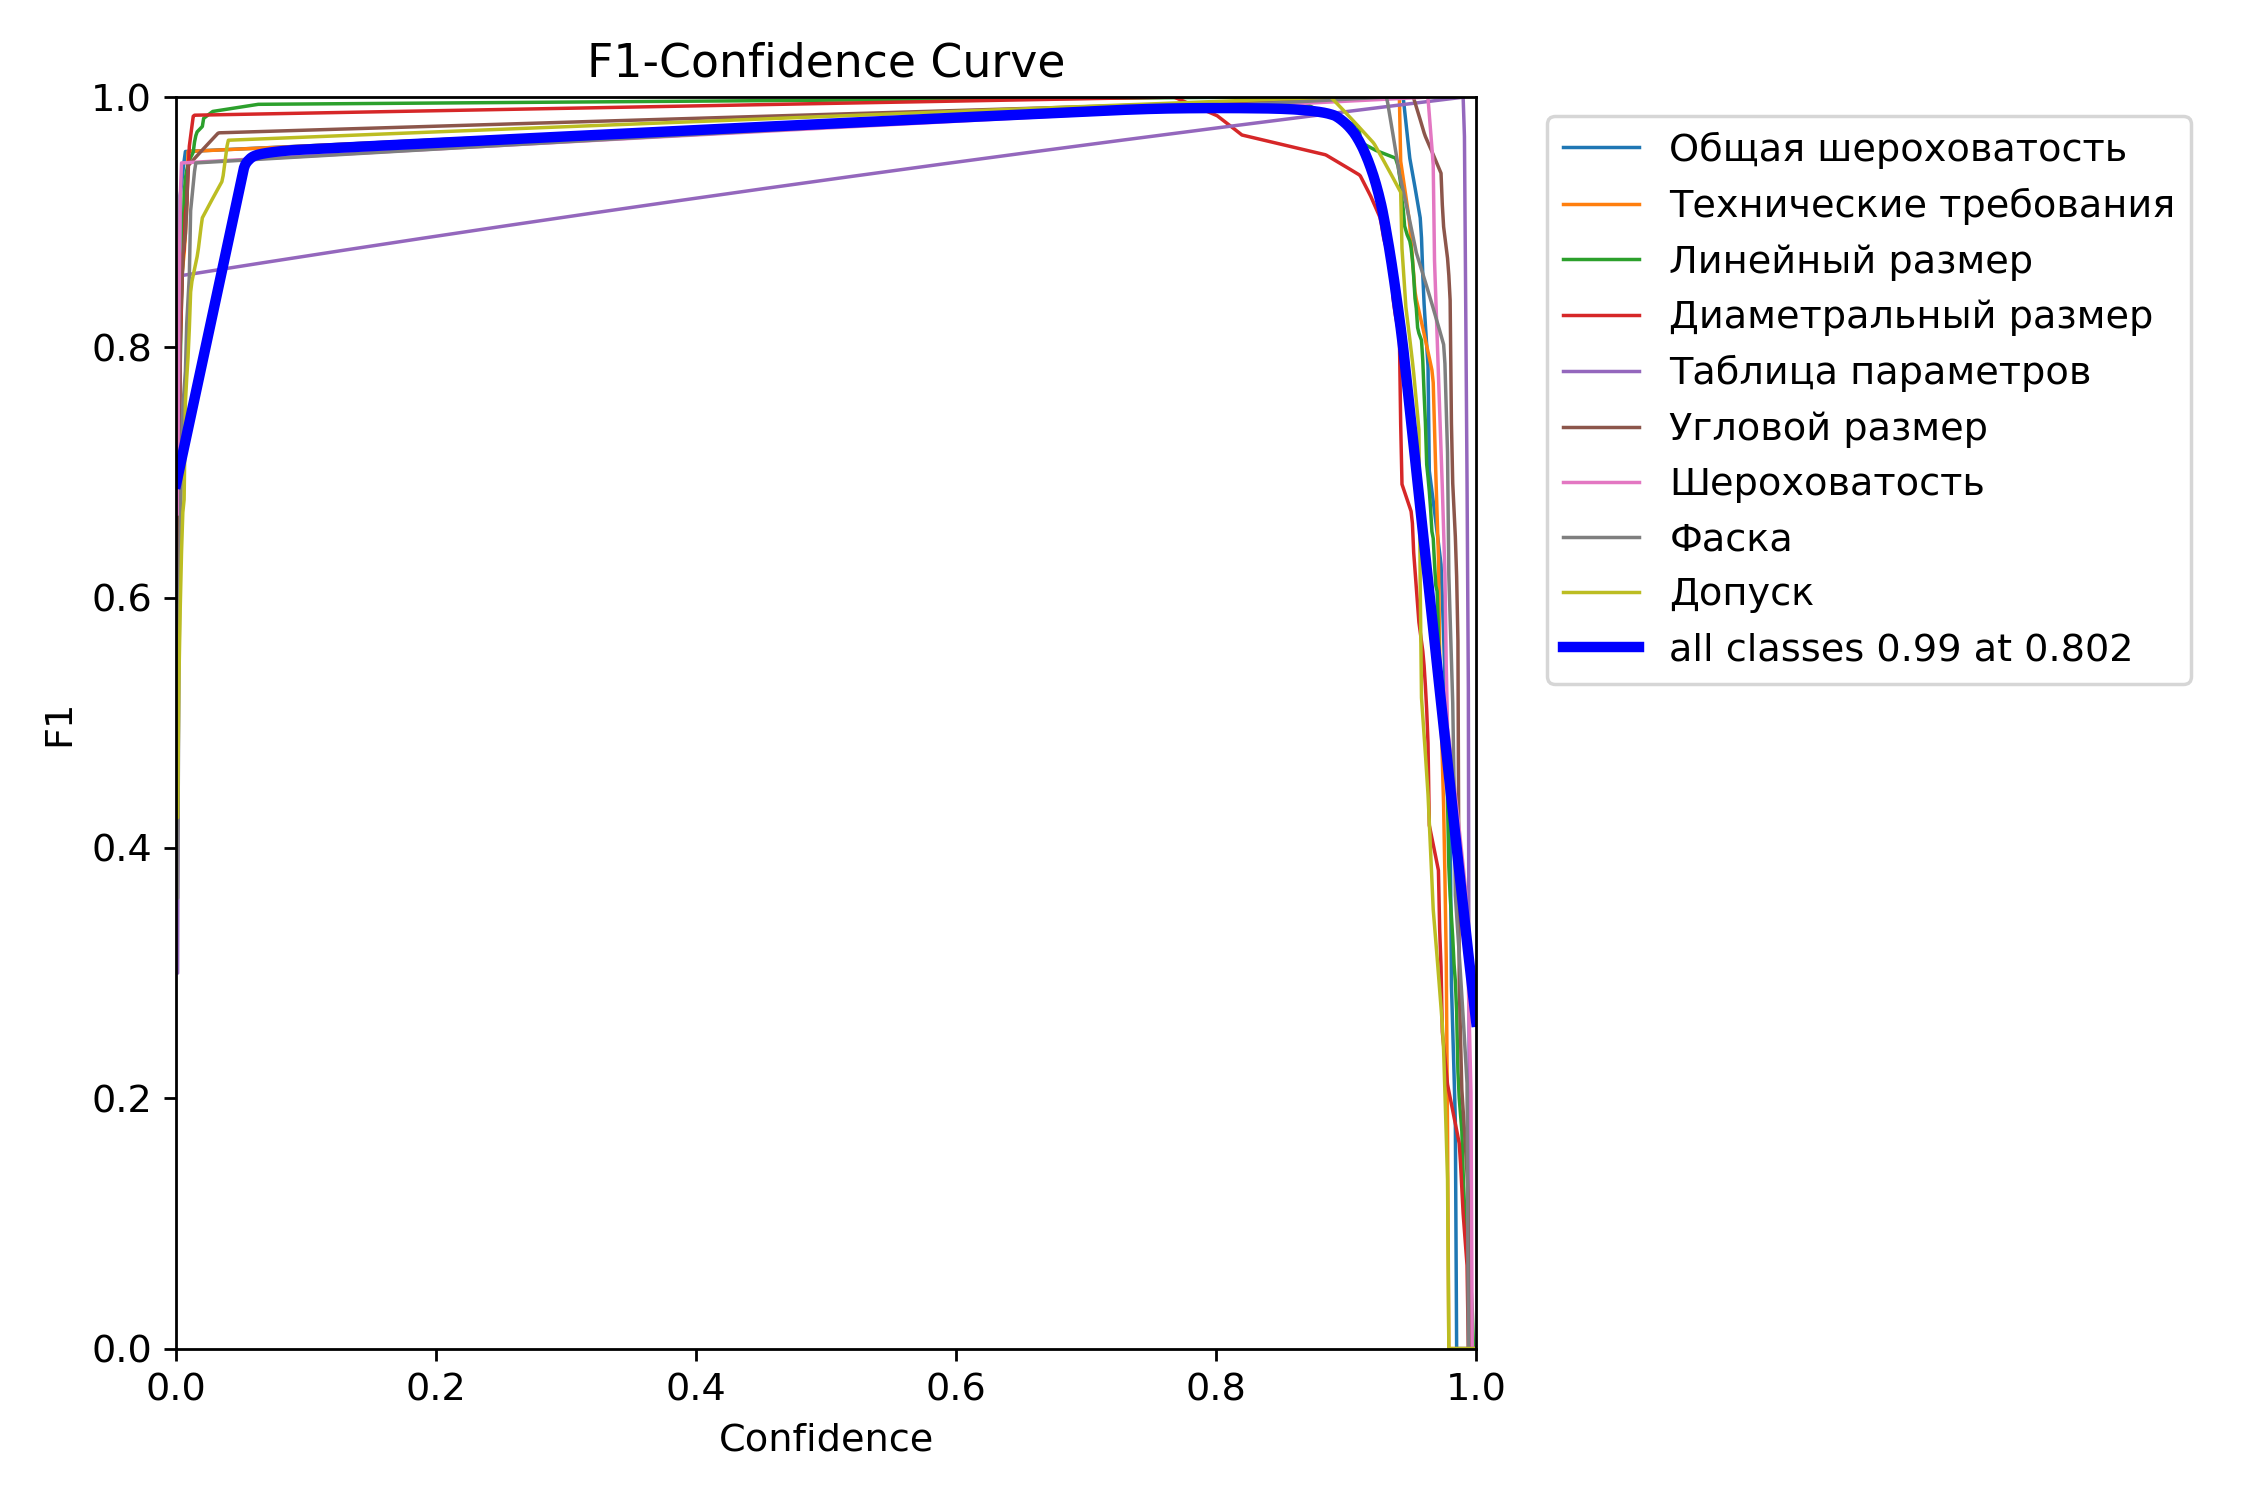 F1-Confidence Curve
1.0
0.8
0.6
0.4
0.2
0.0
F1
0.0 0.2 0.4 0.6 0.8 1.0
Confidence
Общая шероховатость
Технические требования
Линейный размер
Диаметральный размер
Таблица параметров
Угловой размер
Шероховатость
Фаска
Допуск
all classes 0.99 at 0.802